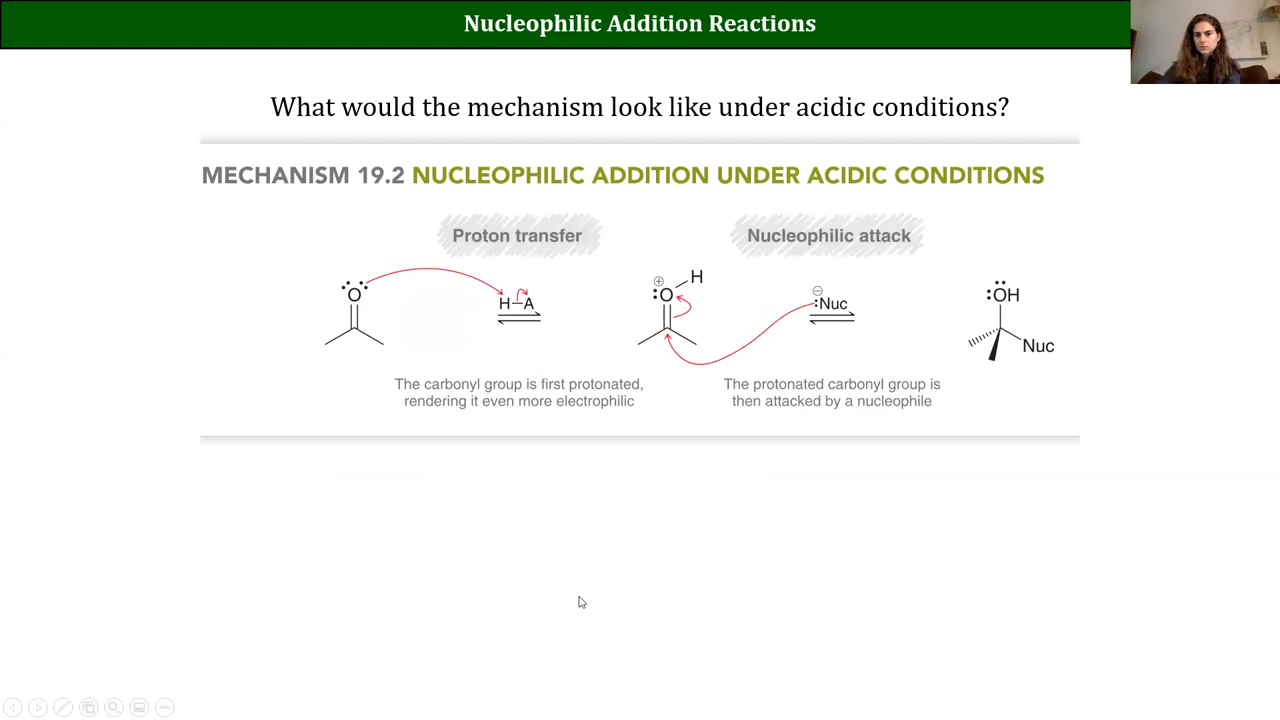 Nucleophilic Addition Reactions
What would the mechanism look like under acidic conditions?
MECHANISM 19.2 NUCLEOPHILIC ADDITION UNDER ACIDIC CONDITIONS
Proton transfer
Nucleophilic attack
O
H–A
⊕
:O
H
⊖
:Nuc
:ÖH
Nuc
The carbonyl group is first protonated,
rendering it even more electrophilic
The protonated carbonyl group is
then attacked by a nucleophile